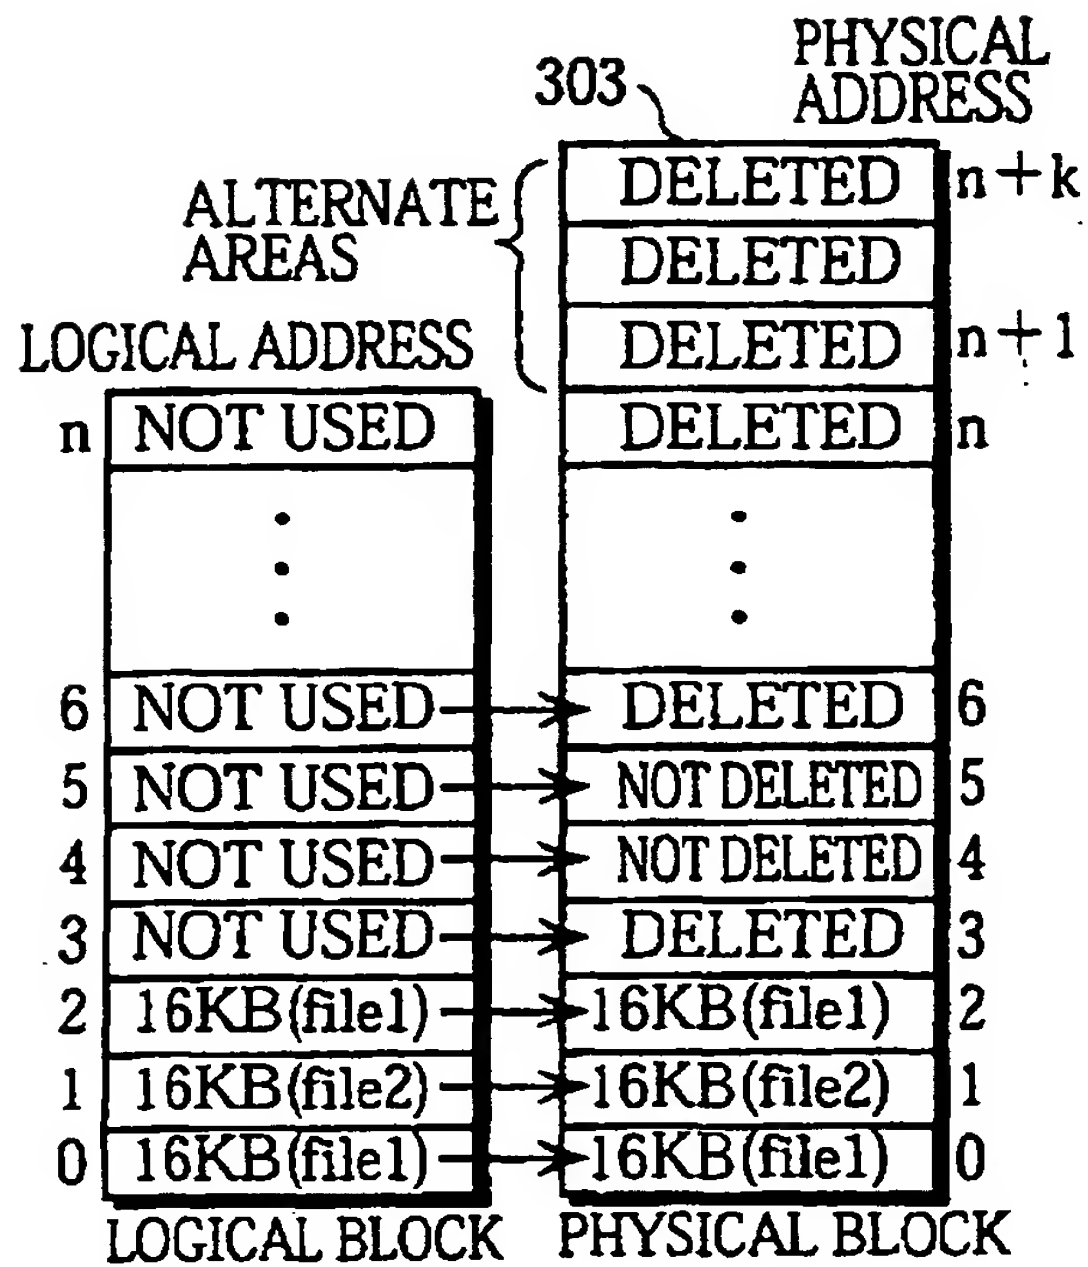 PHYSICAL
ADDRESS
303
ALTERNATE
AREAS
DELETED n+k
DELETED
DELETED n+1
LOGICAL ADDRESS
n NOT USED DELETED n
6 NOT USED DELETED 6
5 NOT USED NOT DELETED 5
4 NOT USED NOT DELETED 4
3 NOT USED DELETED 3
2 16KB(file1) 16KB(file1) 2
1 16KB(file2) 16KB(file2) 1
0 16KB(file1) 16KB(file1) 0
LOGICAL BLOCK PHYSICAL BLOCK